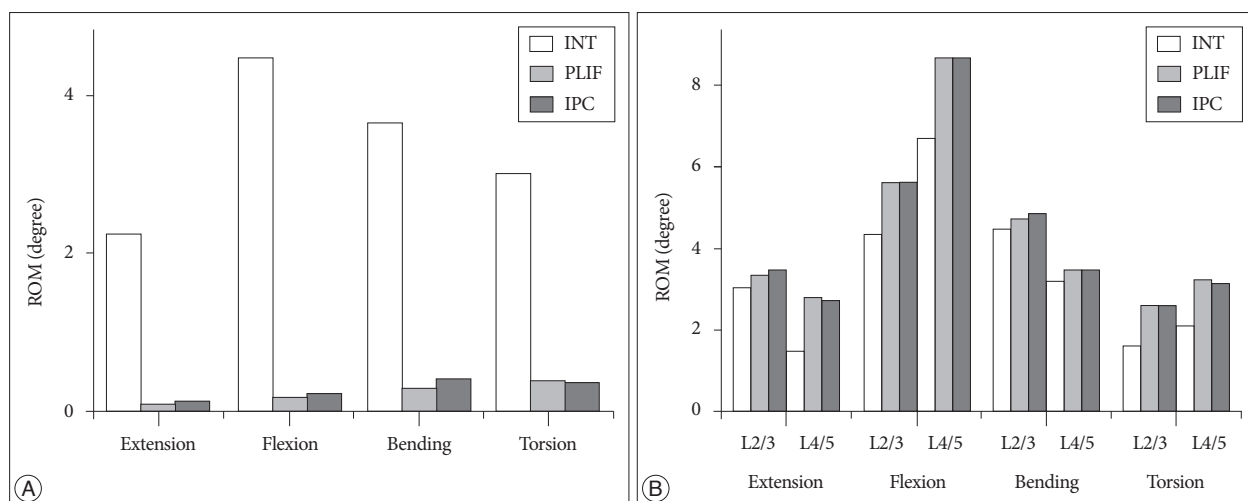 INT
PLIF
IPC
ROM (degree)
4
2
0
Extension Flexion Bending Torsion
A
INT
PLIF
IPC
ROM (degree)
8
6
4
2
0
L2/3 L4/5 L2/3 L4/5 L2/3 L4/5 L2/3 L4/5
Extension Flexion Bending Torsion
B